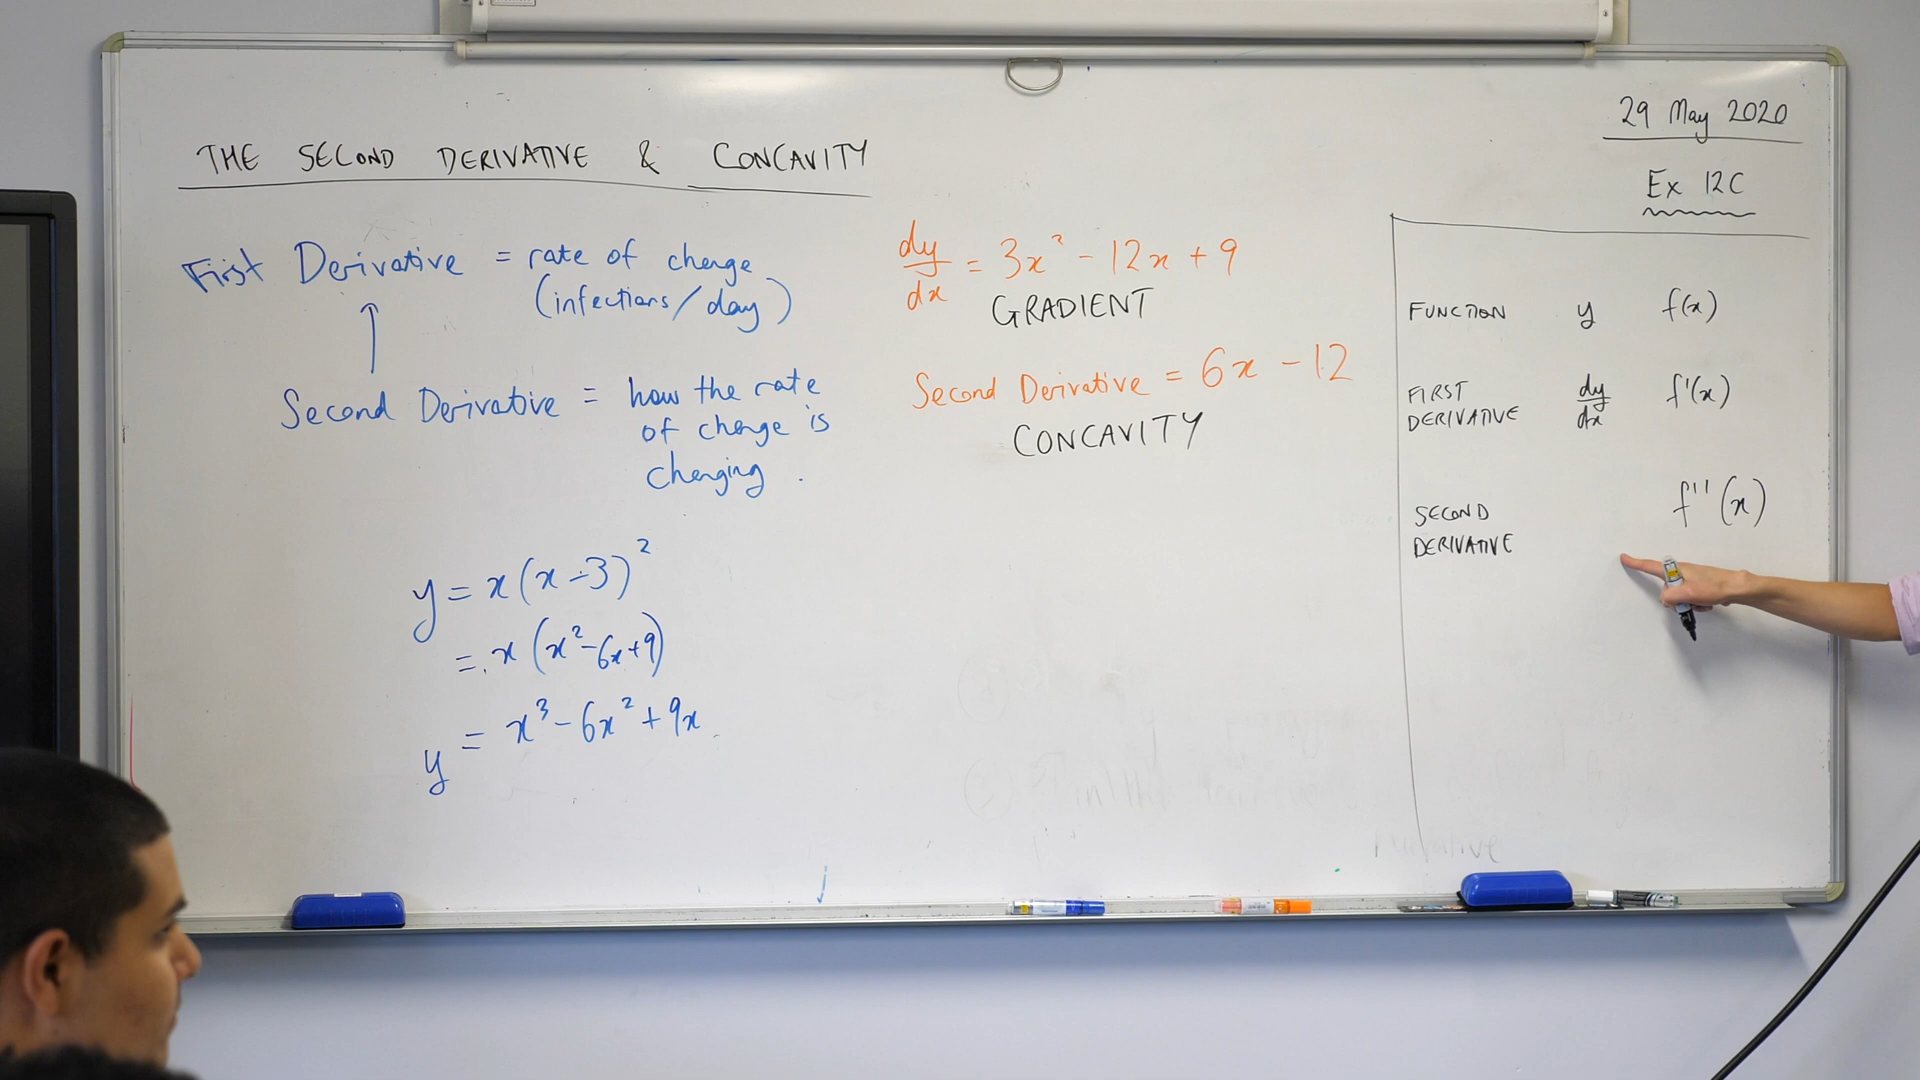 29 May 2020
THE SECOND DERIVATIVE & CONCAVITY
Ex 12C
First Derivative = rate of change
(infections/day)
Second Derivative = how the rate
of change is
changing.
y = x(x-3)²
= x(x²-6x+9)
y = x³-6x²+9x
dy/dx = 3x²-12x+9
GRADIENT
Second Derivative = 6x-12
CONCAVITY
FUNCTION y f(x)
FIRST
DERIVATIVE dy/dx f'(x)
SECOND
DERIVATIVE f''(x)